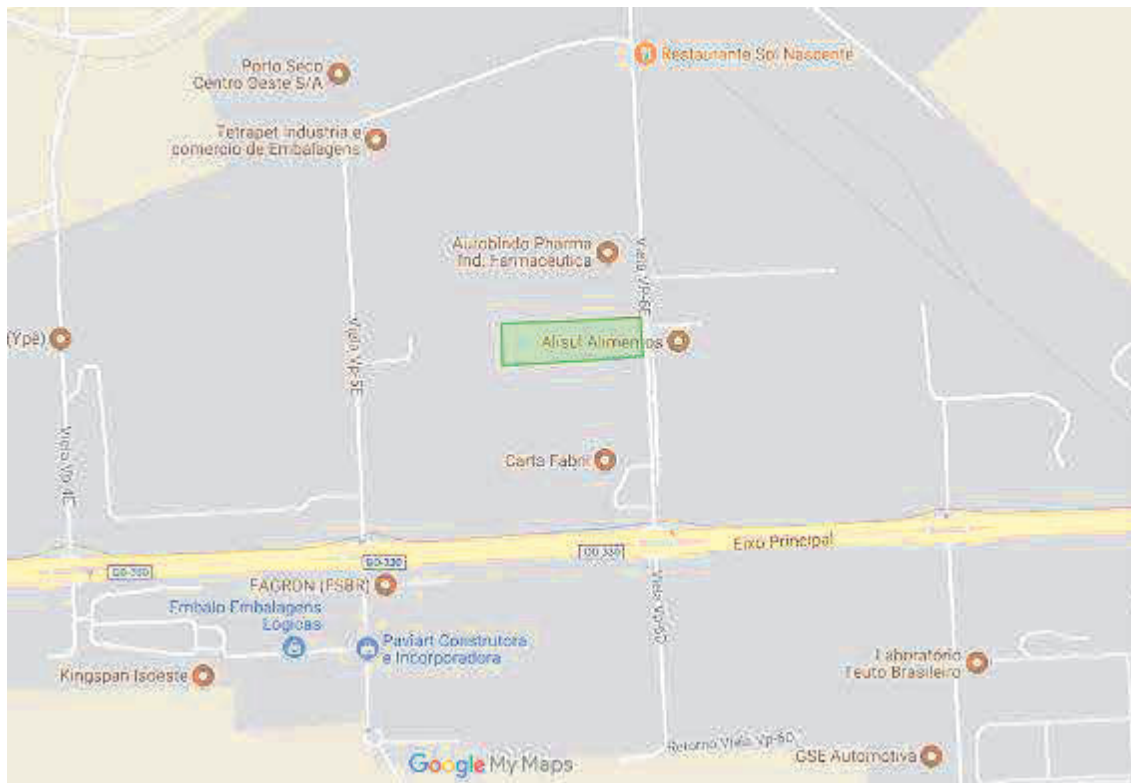 Restaurante Sol Nascente
Porto Seco
Centro Oeste S/A
Tetrapet Industria e
comercio de Embalagens
Aurobindo Pharma
Ind. Farmacêutica
Viela VP-6E
(Ypê)
Viela Vp-5E
Alisul Alimentos
Viela Vp-4E
Carta Fabril
Eixo Principal
GO-330
GO-330
GO-330
FAGRON (FSBR)
Viela Vp-6D
Embalo Embalagens
Lógicas
Paviart Construtora
e Incorporadora
Kingspan Isoeste
Laboratório
Teuto Brasileiro
Retorno Viela Vp-6D
GSE Automotiva
Google My Maps